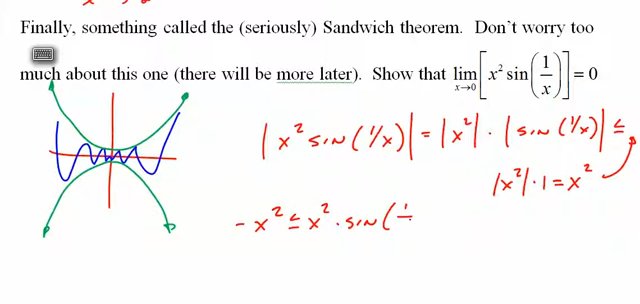 Finally, something called the (seriously) Sandwich theorem. Don't worry too
much about this one (there will be more later). Show that lim x→0 [x² sin(1/x)] = 0
|x² sin(1/x)| = |x²| · |sin(1/x)| ≤
|x²| · 1 = x²
-x² ≤ x² · sin(1/